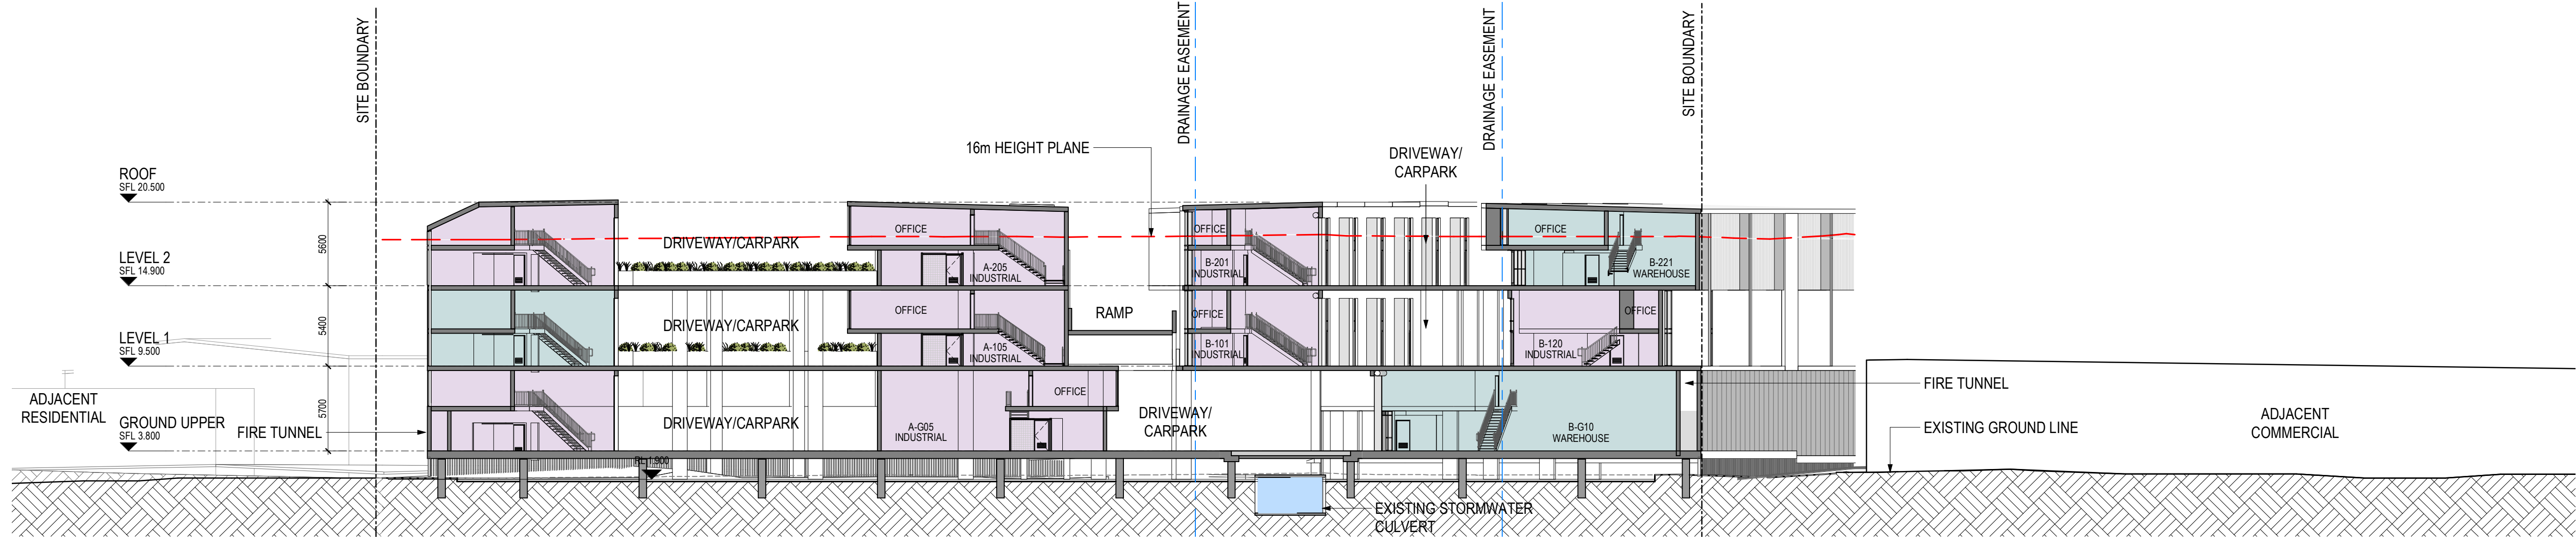 SITE BOUNDARY
DRAINAGE EASEMENT
DRAINAGE EASEMENT
SITE BOUNDARY
16m HEIGHT PLANE
DRIVEWAY/
CARPARK
ROOF
SFL 20.500
5600
LEVEL 2
SFL 14.900
5400
LEVEL 1
SFL 9.500
5700
GROUND UPPER
SFL 3.800
ADJACENT
RESIDENTIAL
FIRE TUNNEL
DRIVEWAY/CARPARK
OFFICE
A-205
INDUSTRIAL
OFFICE
B-201
INDUSTRIAL
OFFICE
B-221
WAREHOUSE
DRIVEWAY/CARPARK
OFFICE
A-105
INDUSTRIAL
RAMP
OFFICE
B-101
INDUSTRIAL
B-120
INDUSTRIAL
OFFICE
DRIVEWAY/CARPARK
A-G05
INDUSTRIAL
OFFICE
DRIVEWAY/
CARPARK
B-G10
WAREHOUSE
FIRE TUNNEL
EXISTING GROUND LINE
ADJACENT
COMMERCIAL
RL 1.900
EXISTING STORMWATER
CULVERT